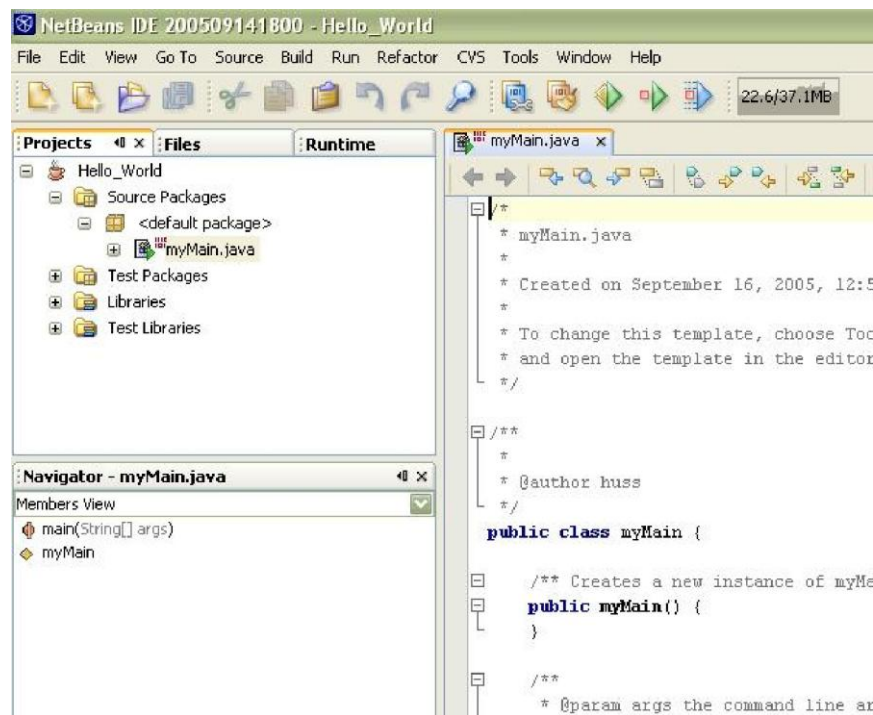 NetBeans IDE 200509141800 - Hello_World
File Edit View Go To Source Build Run Refactor CVS Tools Window Help
22.6/37.1MB
Projects Files Runtime
Hello_World
Source Packages
<default package>
myMain.java
Test Packages
Libraries
Test Libraries
Navigator - myMain.java
Members View
main(String[] args)
myMain
myMain.java
/*
* myMain.java
*
* Created on September 16, 2005, 12:5
*
* To change this template, choose Too
* and open the template in the editor
*/
/**
*
* @author huss
*/
public class myMain {
/** Creates a new instance of myMa
public myMain() {
}
/**
* @param args the command line ar